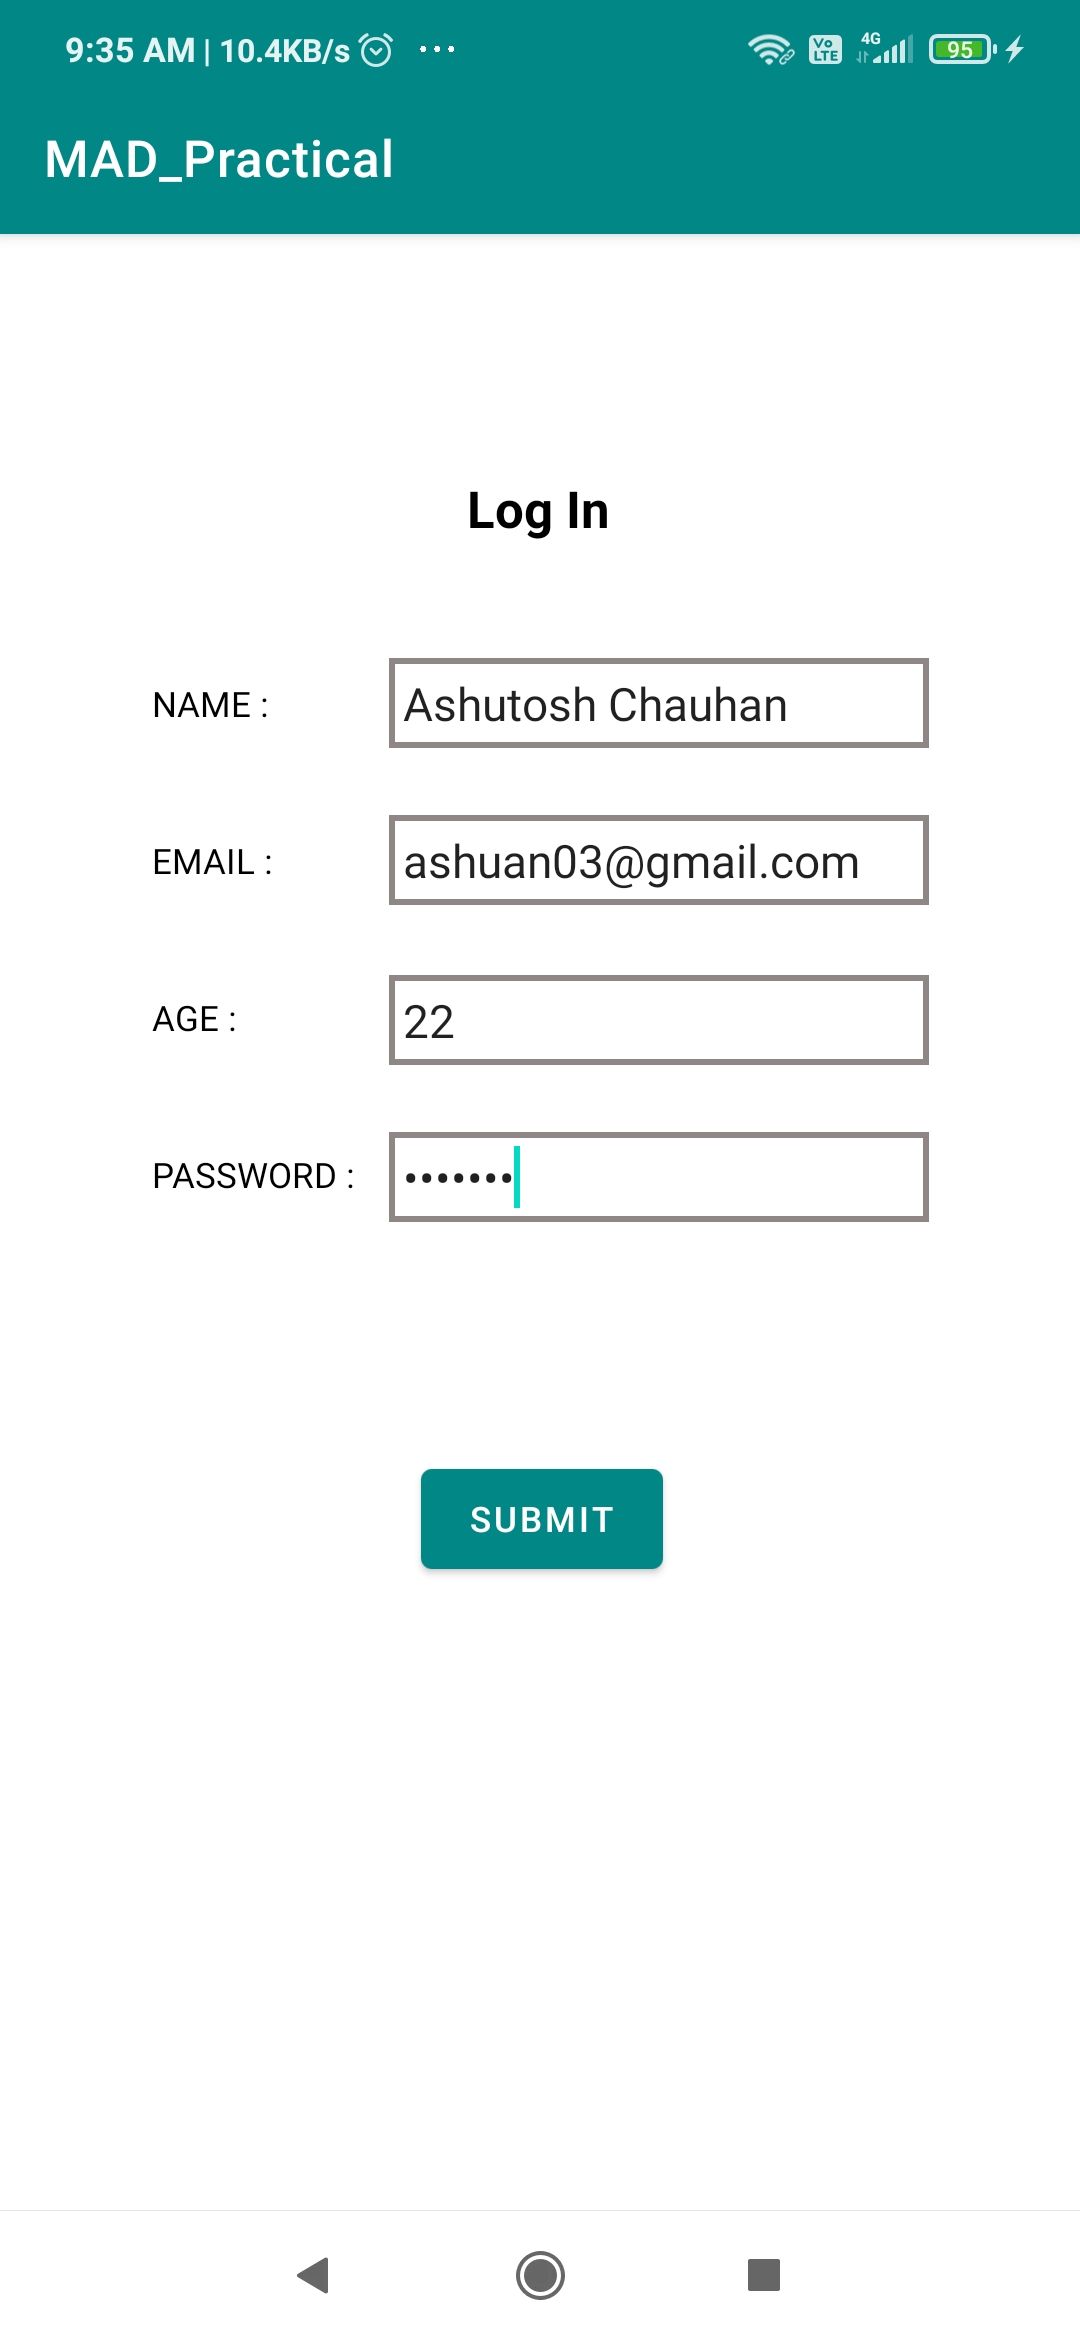 9:35 AM | 10.4KB/s ...
Vo LTE 4G 95
MAD_Practical
Log In
NAME : Ashutosh Chauhan
EMAIL : ashuan03@gmail.com
AGE : 22
PASSWORD : •••••••
SUBMIT